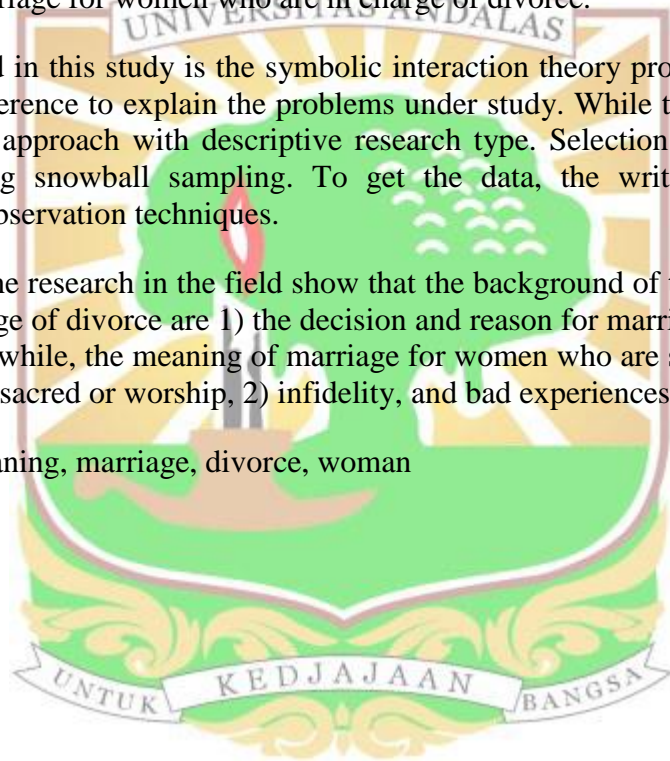 riage for women who are in charge of divorce.
UNIVERSITAS ANDALAS
d in this study is the symbolic interaction theory pro
erence to explain the problems under study. While t
approach with descriptive research type. Selection
g snowball sampling. To get the data, the writ
bservation techniques.
ne research in the field show that the background of
ge of divorce are 1) the decision and reason for marri
while, the meaning of marriage for women who are s
sacred or worship, 2) infidelity, and bad experiences
aning, marriage, divorce, woman
UNTUK KEDJAJAAN BANGSA